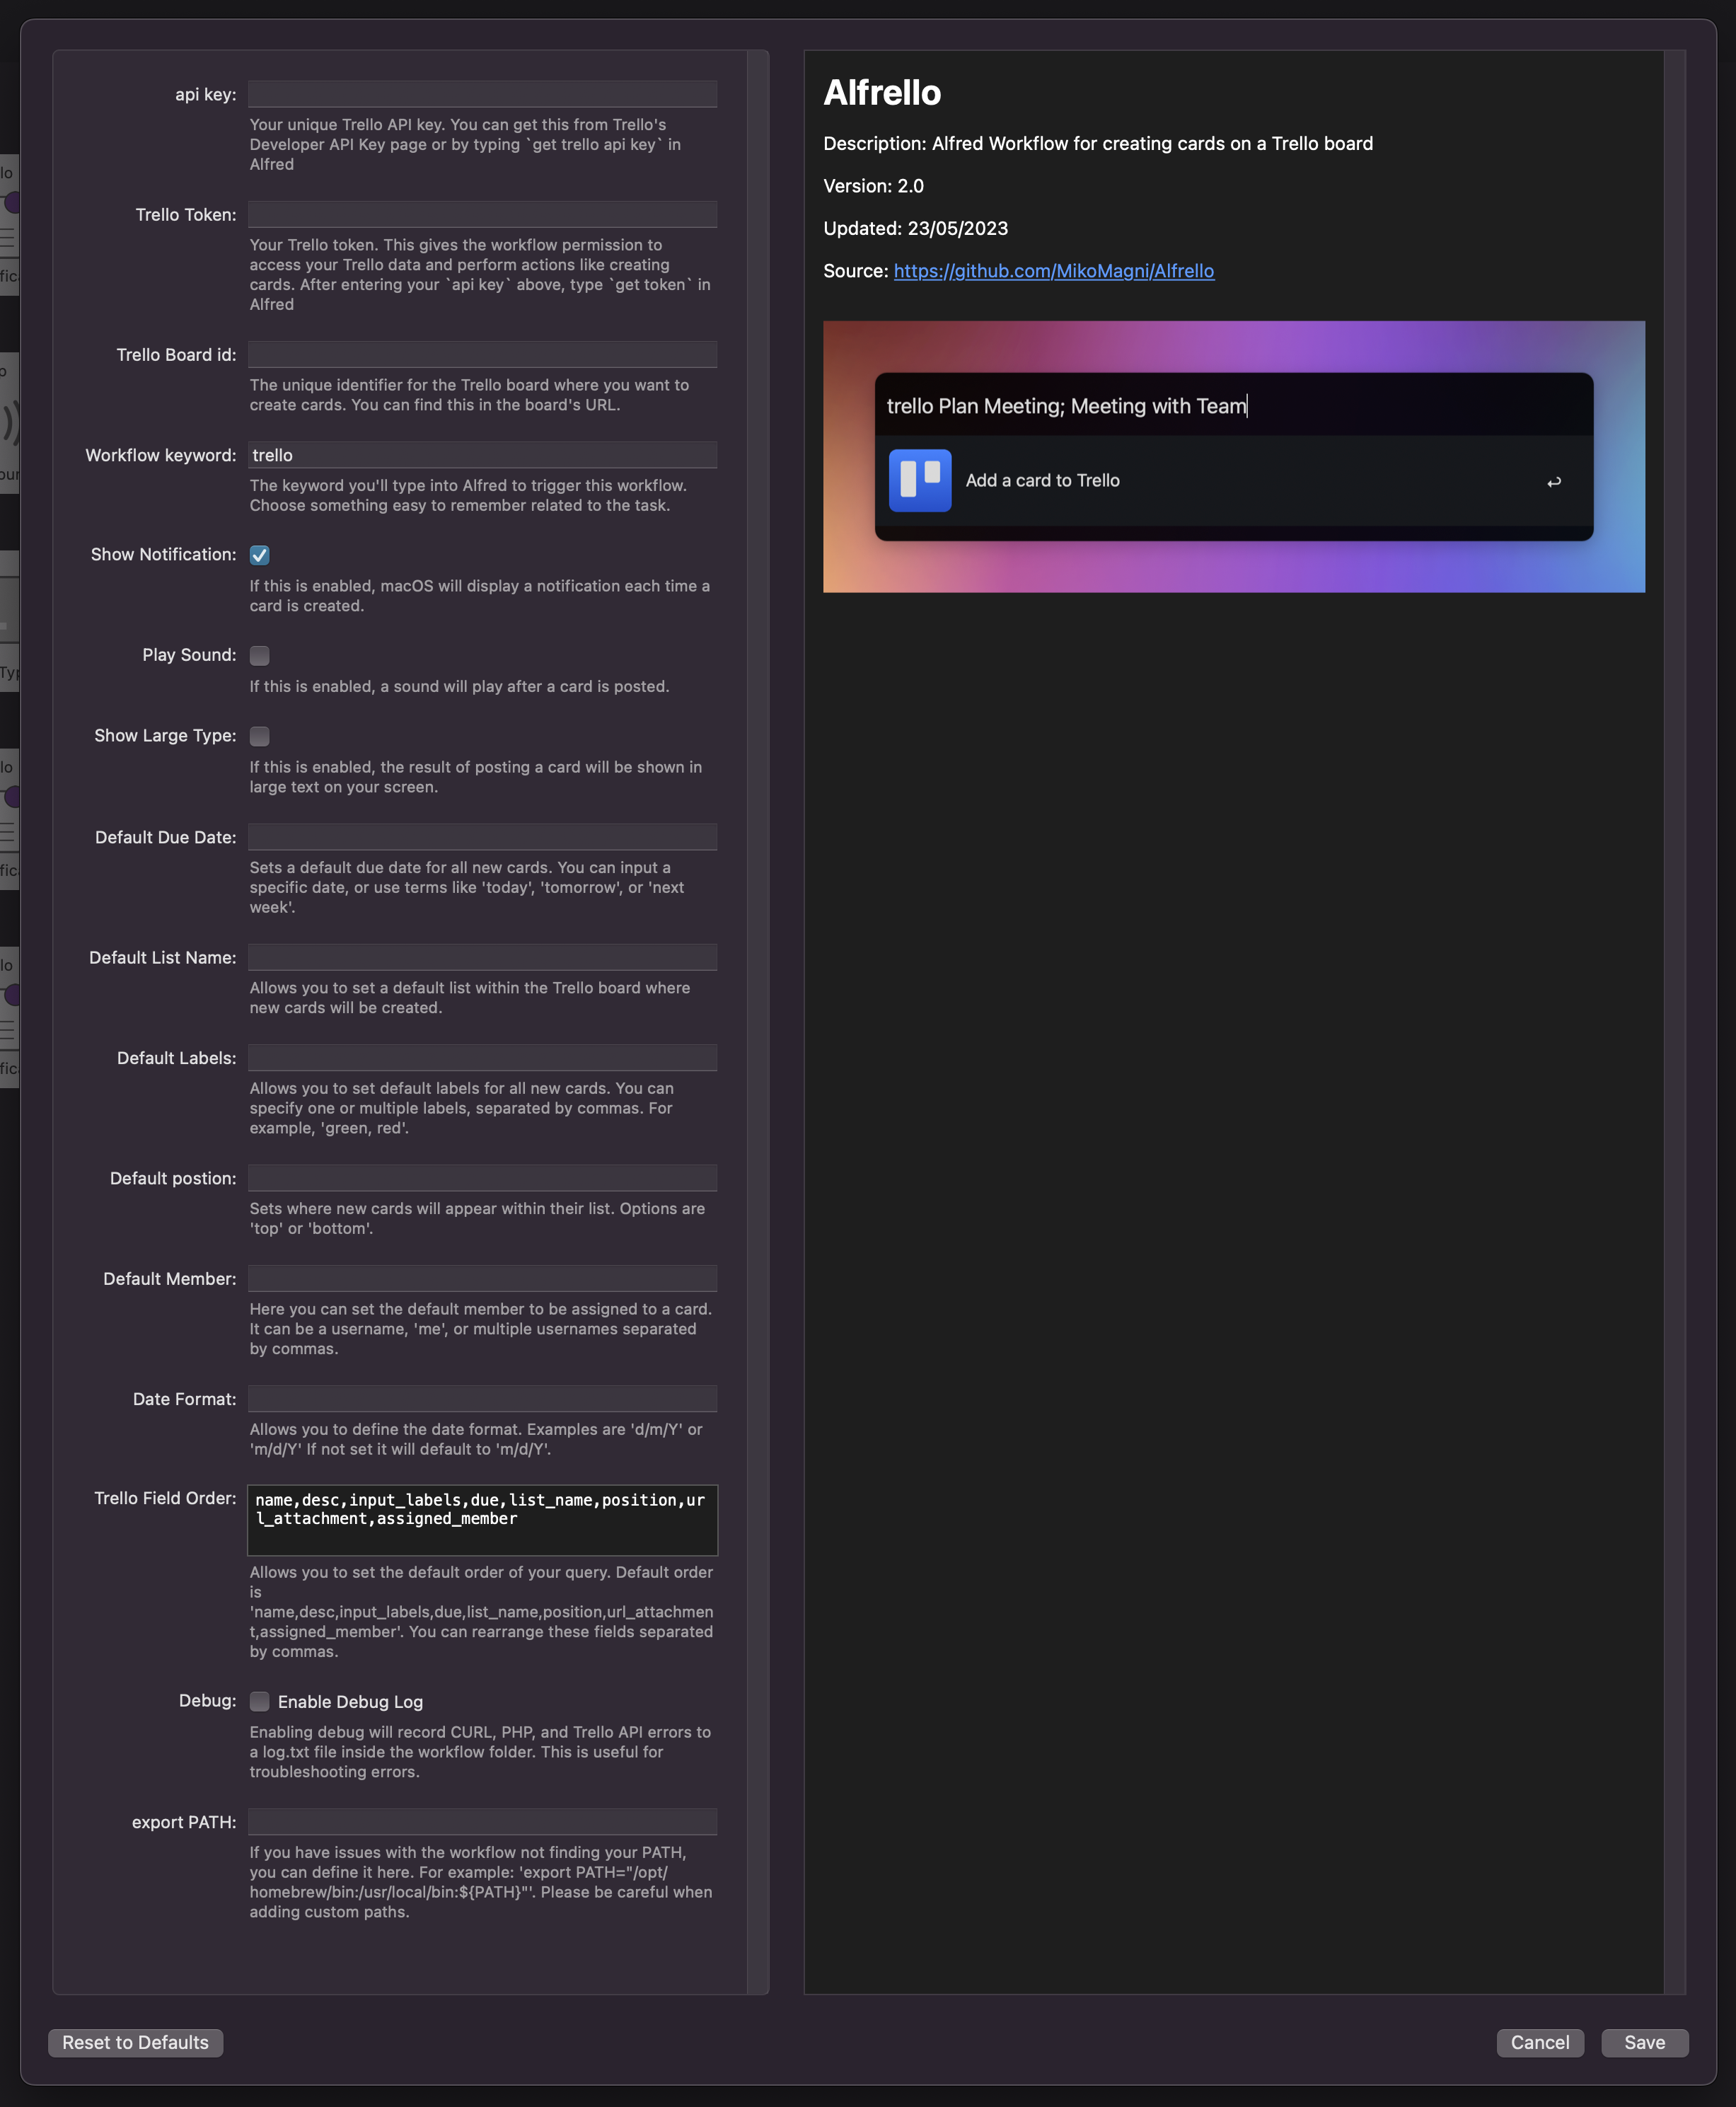 api key:
Your unique Trello API key. You can get this from Trello's
Developer API Key page or by typing `get trello api key` in
Alfred
Trello Token:
Your Trello token. This gives the workflow permission to
access your Trello data and perform actions like creating
cards. After entering your `api key` above, type `get token` in
Alfred
Trello Board id:
The unique identifier for the Trello board where you want to
create cards. You can find this in the board's URL.
Workflow keyword: trello
The keyword you'll type into Alfred to trigger this workflow.
Choose something easy to remember related to the task.
Show Notification:
If this is enabled, macOS will display a notification each time a
card is created.
Play Sound:
If this is enabled, a sound will play after a card is posted.
Show Large Type:
If this is enabled, the result of posting a card will be shown in
large text on your screen.
Default Due Date:
Sets a default due date for all new cards. You can input a
specific date, or use terms like 'today', 'tomorrow', or 'next
week'.
Default List Name:
Allows you to set a default list within the Trello board where
new cards will be created.
Default Labels:
Allows you to set default labels for all new cards. You can
specify one or multiple labels, separated by commas. For
example, 'green, red'.
Default postion:
Sets where new cards will appear within their list. Options are
'top' or 'bottom'.
Default Member:
Here you can set the default member to be assigned to a card.
It can be a username, 'me', or multiple usernames separated
by commas.
Date Format:
Allows you to define the date format. Examples are 'd/m/Y' or
'm/d/Y' If not set it will default to 'm/d/Y'.
Trello Field Order: name,desc,input_labels,due,list_name,position,ur
l_attachment,assigned_member
Allows you to set the default order of your query. Default order
is
'name,desc,input_labels,due,list_name,position,url_attachmen
t,assigned_member'. You can rearrange these fields separated
by commas.
Debug: Enable Debug Log
Enabling debug will record CURL, PHP, and Trello API errors to
a log.txt file inside the workflow folder. This is useful for
troubleshooting errors.
export PATH:
If you have issues with the workflow not finding your PATH,
you can define it here. For example: 'export PATH="/opt/
homebrew/bin:/usr/local/bin:${PATH}"'. Please be careful when
adding custom paths.
Alfrello
Description: Alfred Workflow for creating cards on a Trello board
Version: 2.0
Updated: 23/05/2023
Source: https://github.com/MikoMagni/Alfrello
trello Plan Meeting; Meeting with Team
Add a card to Trello
Reset to Defaults
Cancel
Save